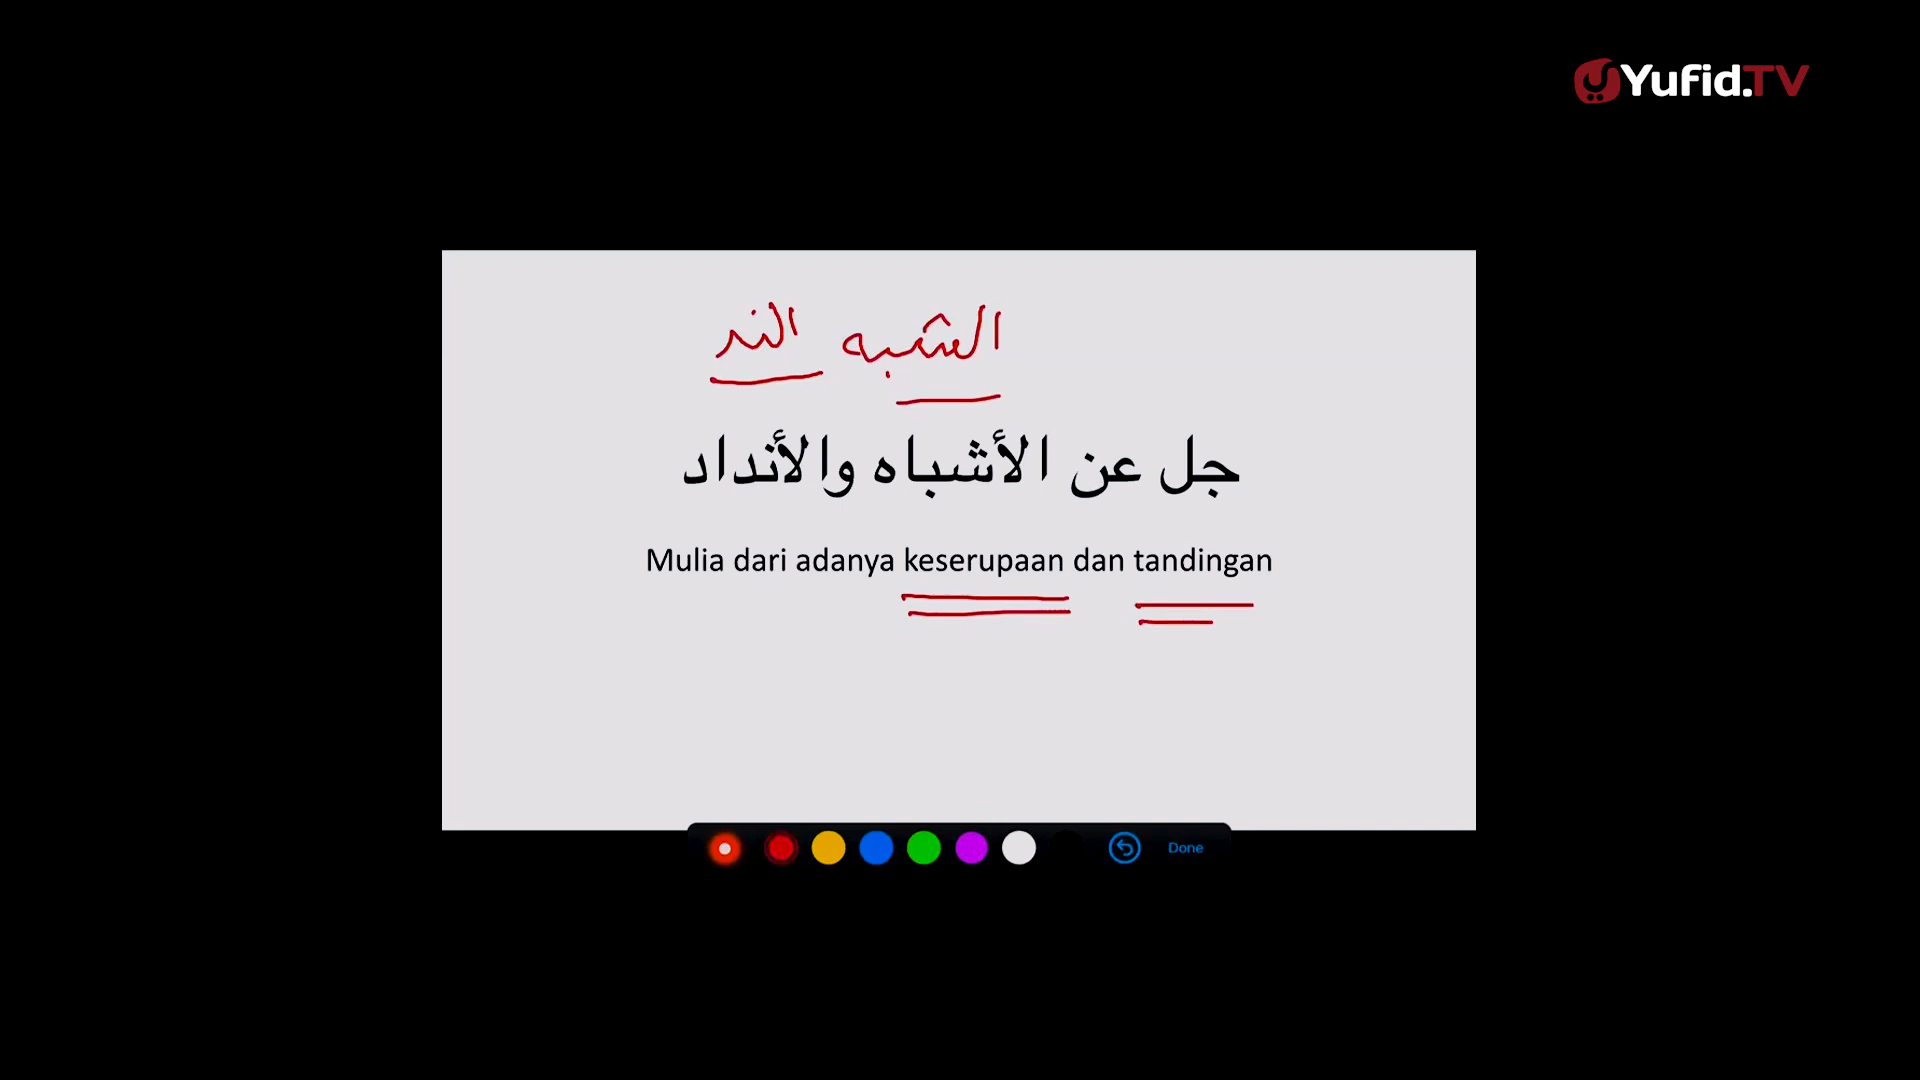 Yufid.TV
الشبه الند
جل عن الأشباه والأنداد
Mulia dari adanya keserupaan dan tandingan
Done